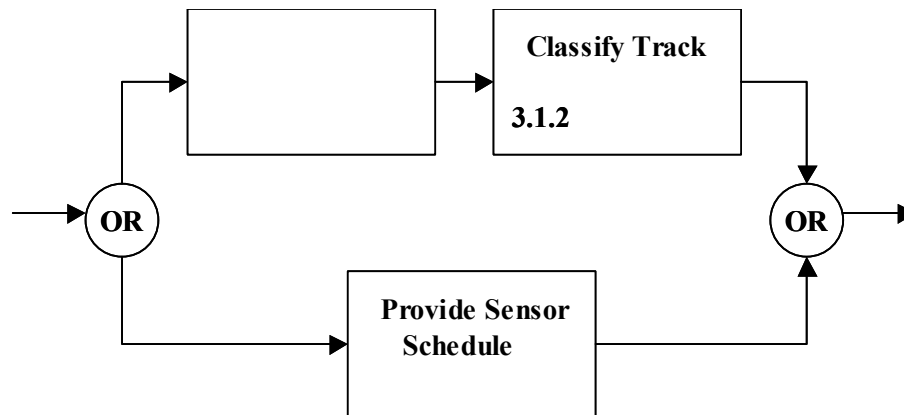 Classify Track
3.1.2
OR
OR
Provide Sensor
Schedule